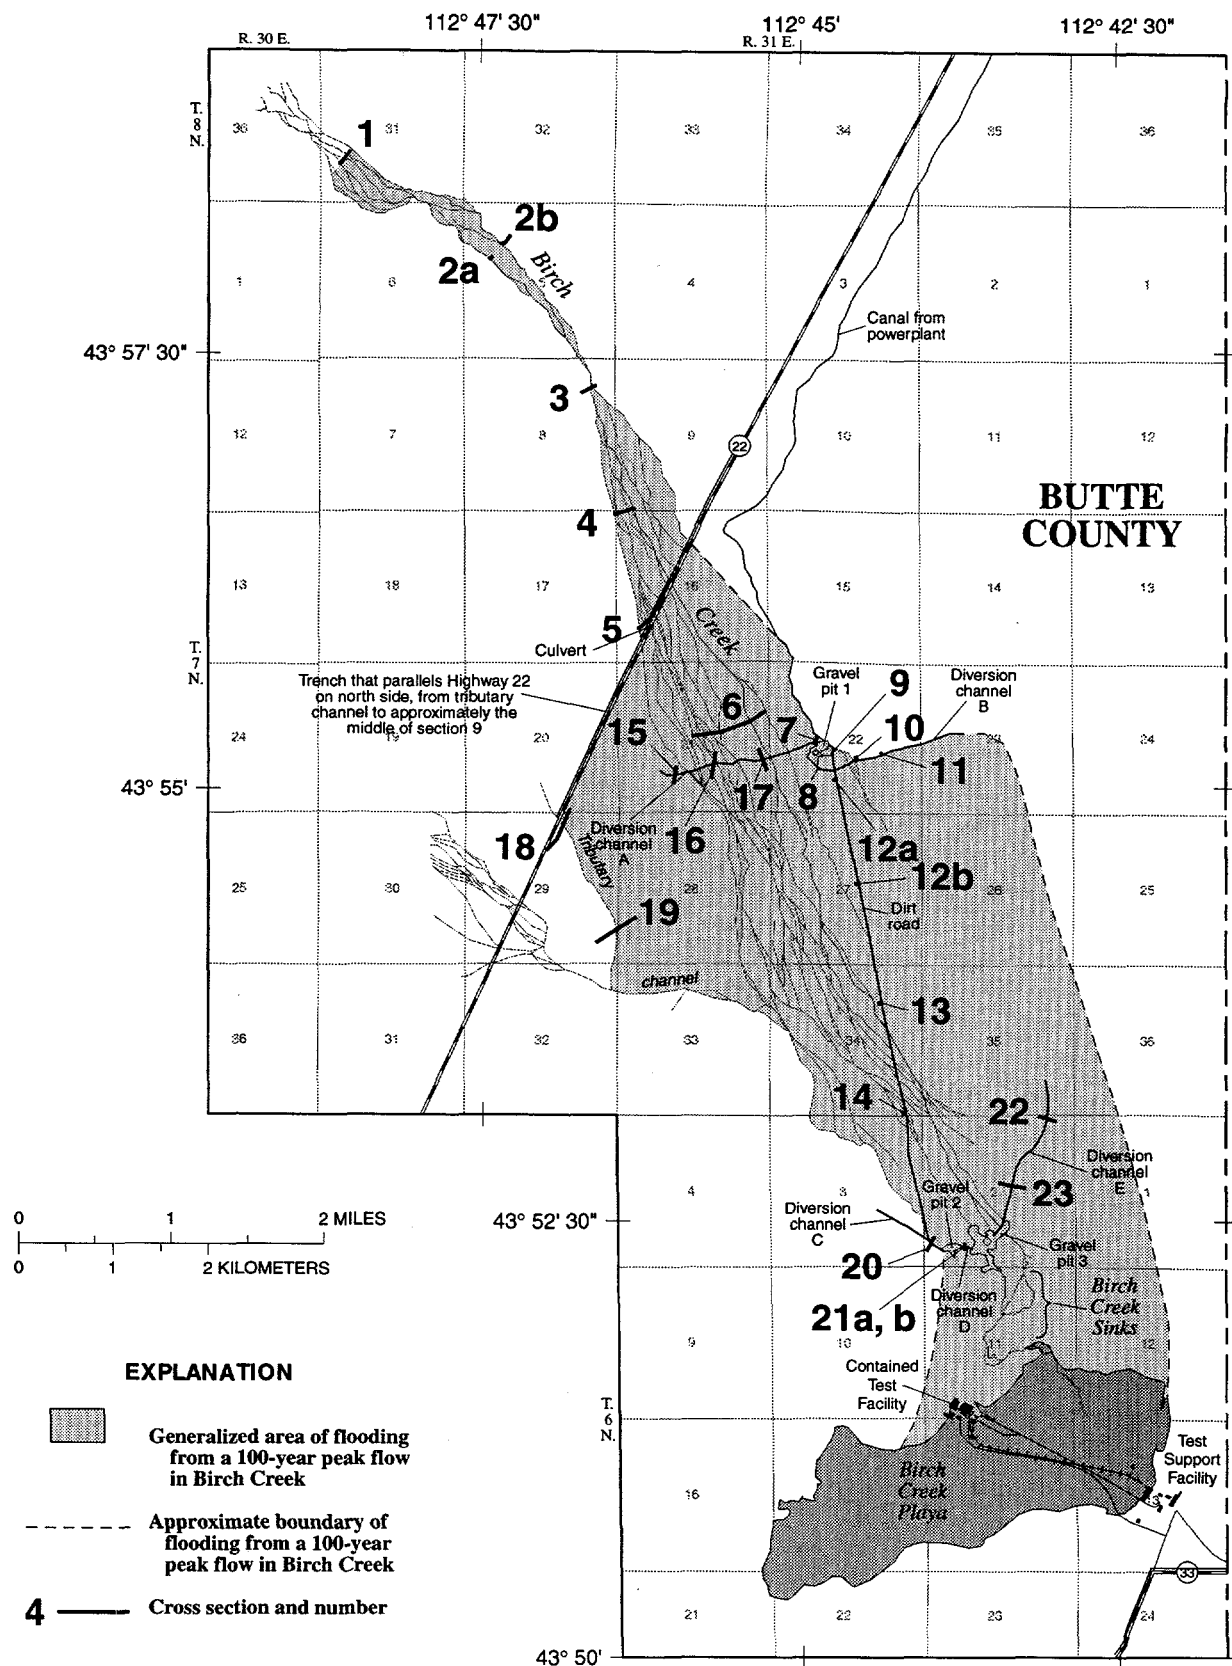 112° 47' 30"
112° 45'
112° 42' 30"
R. 30 E.
R. 31 E.
T.
8
N.
36
31
32
33
34
35
36
1
2b
2a
Birch
1
6
4
3
2
1
Canal from
powerplant
43° 57' 30"
3
12
7
8
9
10
11
12
22
BUTTE
COUNTY
4
13
18
17
16
15
14
13
Creek
5
Culvert
T.
7
N.
Trench that parallels Highway 22
on north side, from tributary
channel to approximately the
middle of section 9
Gravel
pit 1
9
Diversion
channel
B
6
7
10
15
24
19
20
22
23
24
11
43° 55'
17
8
16
Diversion
channel
A
12a
18
Tributary
25
30
29
28
27
26
25
12b
Dirt
road
19
channel
13
36
31
32
33
34
35
36
14
22
Diversion
channel
E
4
3
2
1
Gravel
pit 2
23
0 1 2 MILES
0 1 2 KILOMETERS
43° 52' 30"
Diversion
channel
C
20
Gravel
pit 3
21a, b
Diversion
channel
D
Birch
Creek
Sinks
9
10
11
12
EXPLANATION
Contained
Test
Facility
T.
6
N.
Generalized area of flooding
from a 100-year peak flow
in Birch Creek
Test
Support
Facility
Birch
Creek
Playa
16
13
Approximate boundary of
flooding from a 100-year
peak flow in Birch Creek
33
4
Cross section and number
21
22
23
24
43° 50'